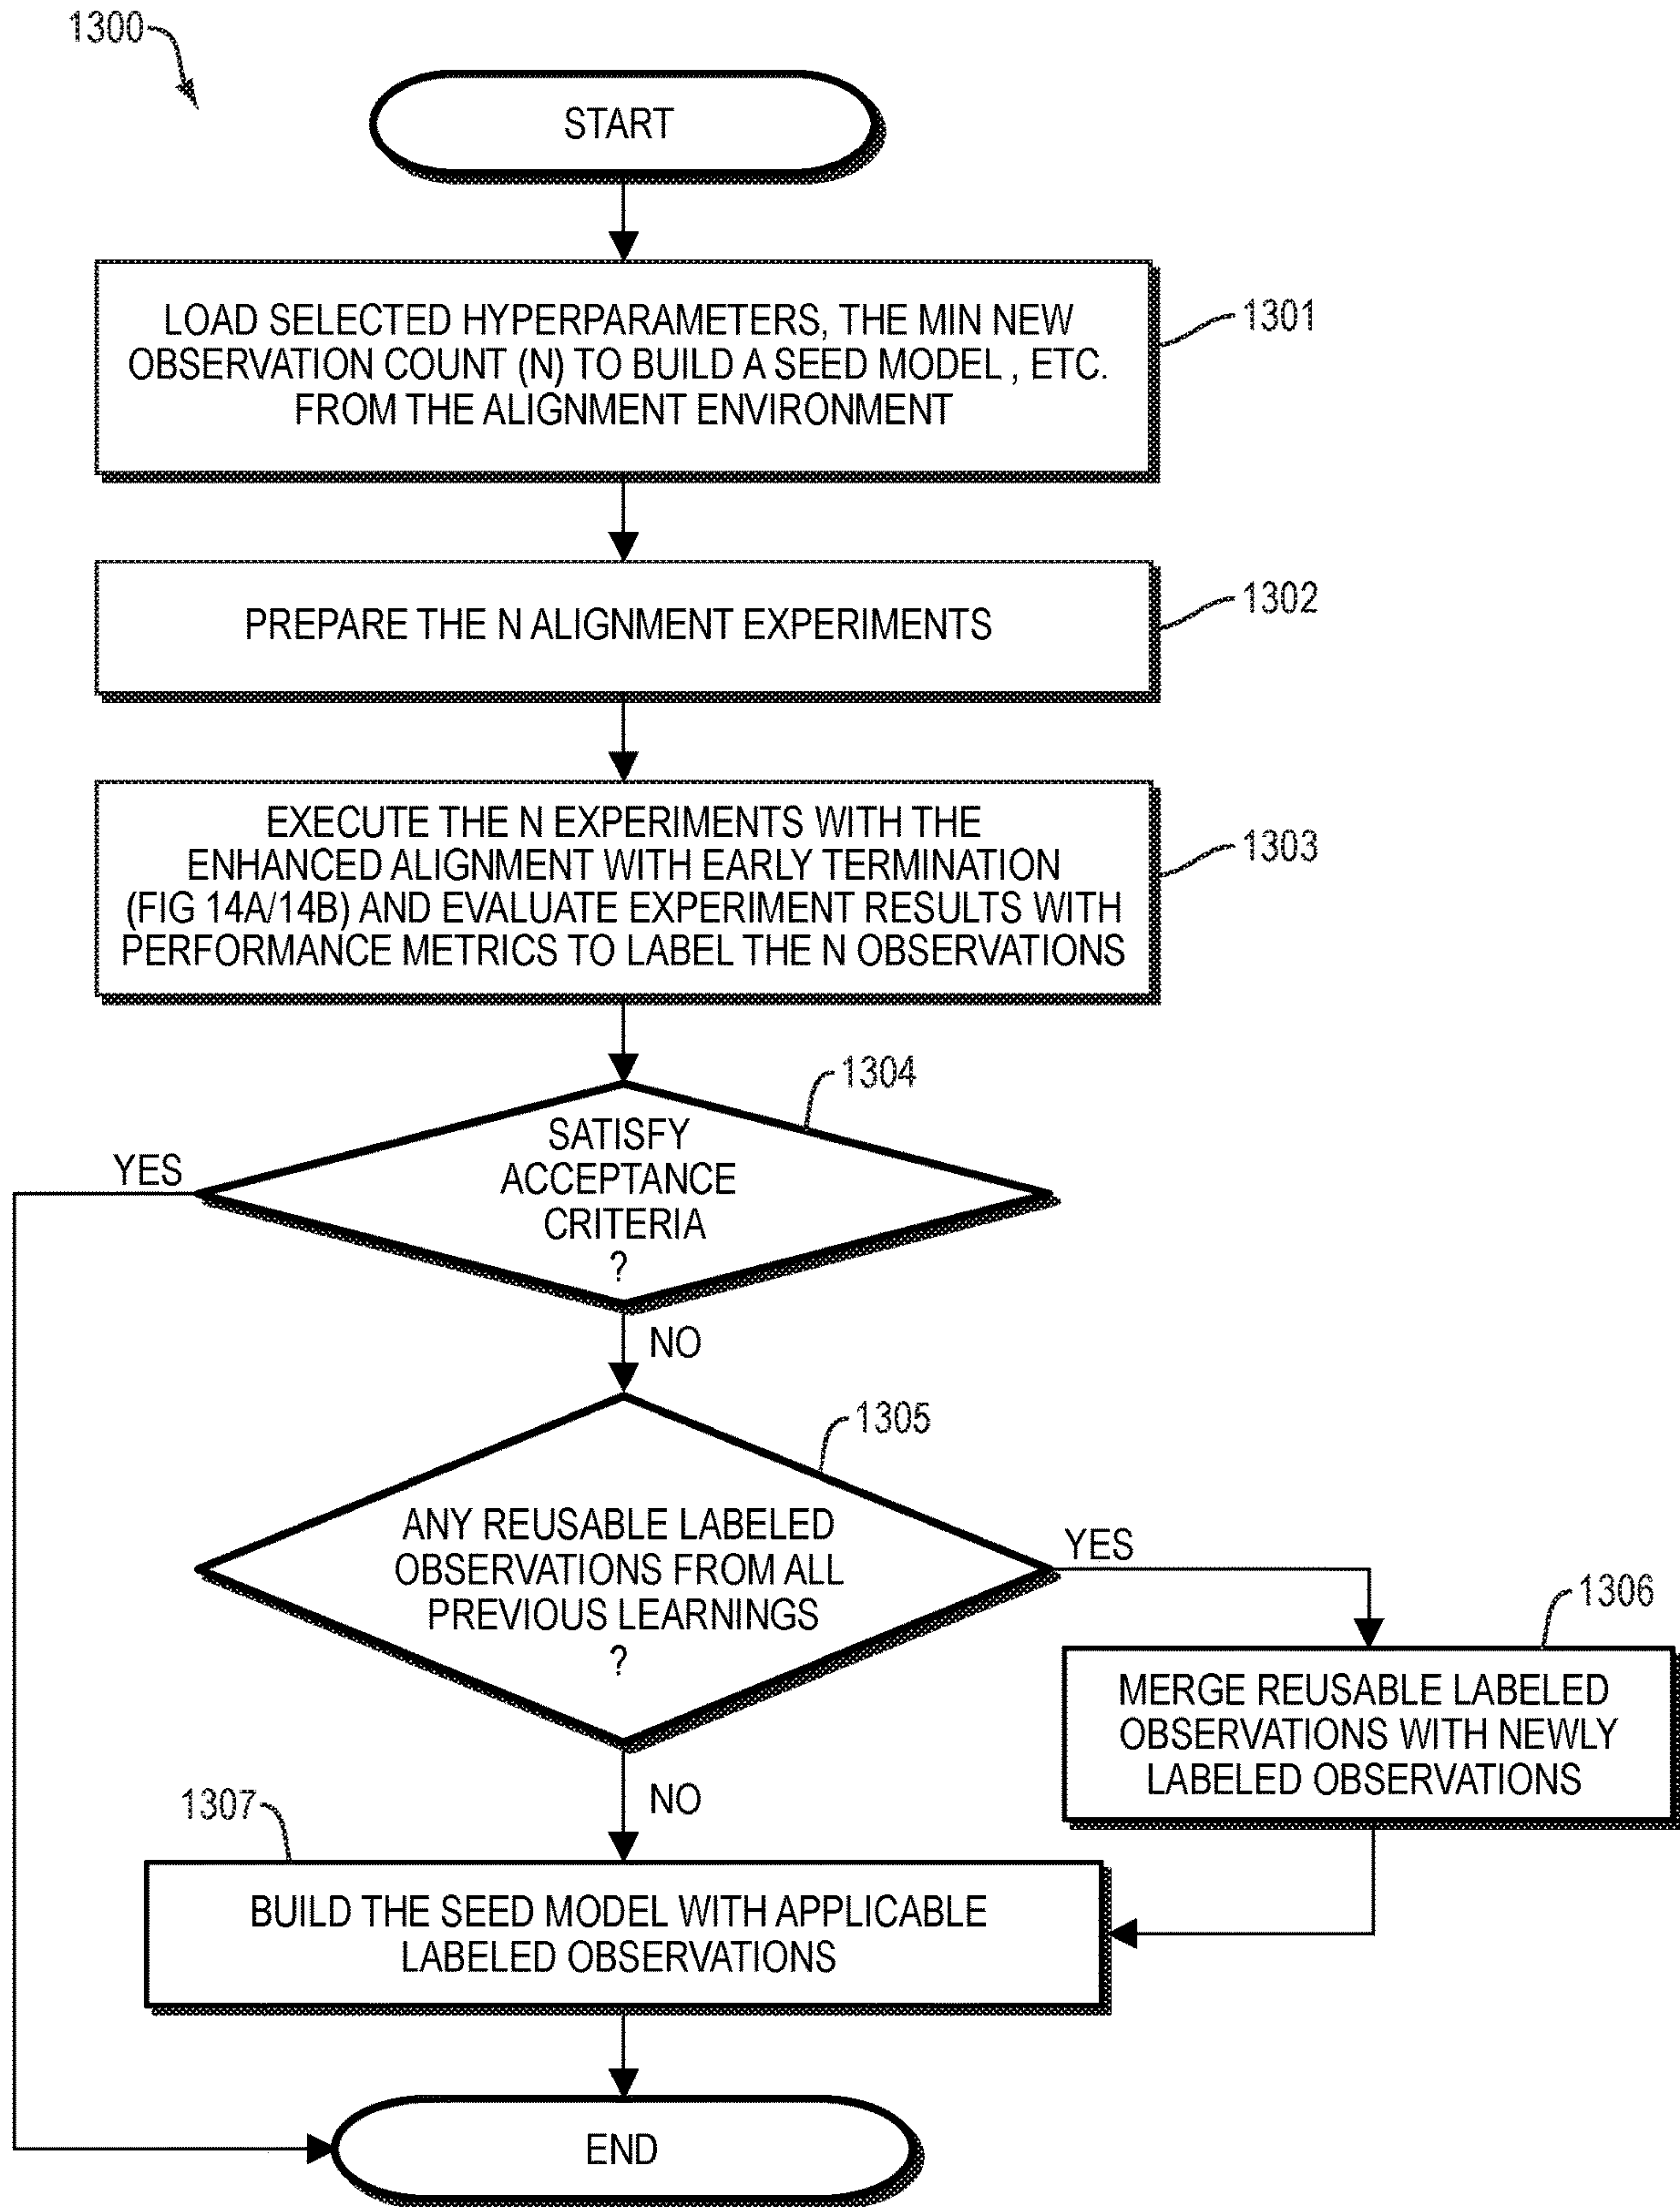 1300
START
LOAD SELECTED HYPERPARAMETERS, THE MIN NEW
OBSERVATION COUNT (N) TO BUILD A SEED MODEL , ETC.
FROM THE ALIGNMENT ENVIRONMENT
1301
PREPARE THE N ALIGNMENT EXPERIMENTS
1302
EXECUTE THE N EXPERIMENTS WITH THE
ENHANCED ALIGNMENT WITH EARLY TERMINATION
(FIG 14A/14B) AND EVALUATE EXPERIMENT RESULTS WITH
PERFORMANCE METRICS TO LABEL THE N OBSERVATIONS
1303
1304
SATISFY
ACCEPTANCE
CRITERIA
?
YES
NO
1305
ANY REUSABLE LABELED
OBSERVATIONS FROM ALL
PREVIOUS LEARNINGS
?
YES
1306
MERGE REUSABLE LABELED
OBSERVATIONS WITH NEWLY
LABELED OBSERVATIONS
NO
1307
BUILD THE SEED MODEL WITH APPLICABLE
LABELED OBSERVATIONS
END